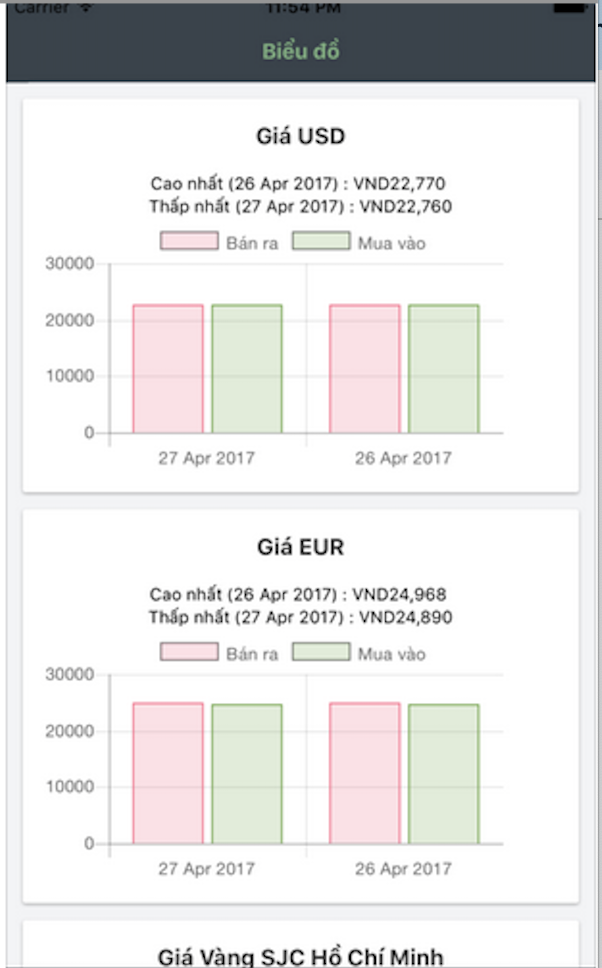 Carrier 11:54 PM
Biểu đồ
Giá USD
Cao nhất (26 Apr 2017) : VND22,770
Thấp nhất (27 Apr 2017) : VND22,760
Bán ra Mua vào
30000
20000
10000
0
27 Apr 2017 26 Apr 2017
Giá EUR
Cao nhất (26 Apr 2017) : VND24,968
Thấp nhất (27 Apr 2017) : VND24,890
Bán ra Mua vào
30000
20000
10000
0
27 Apr 2017 26 Apr 2017
Giá Vàng SJC Hồ Chí Minh